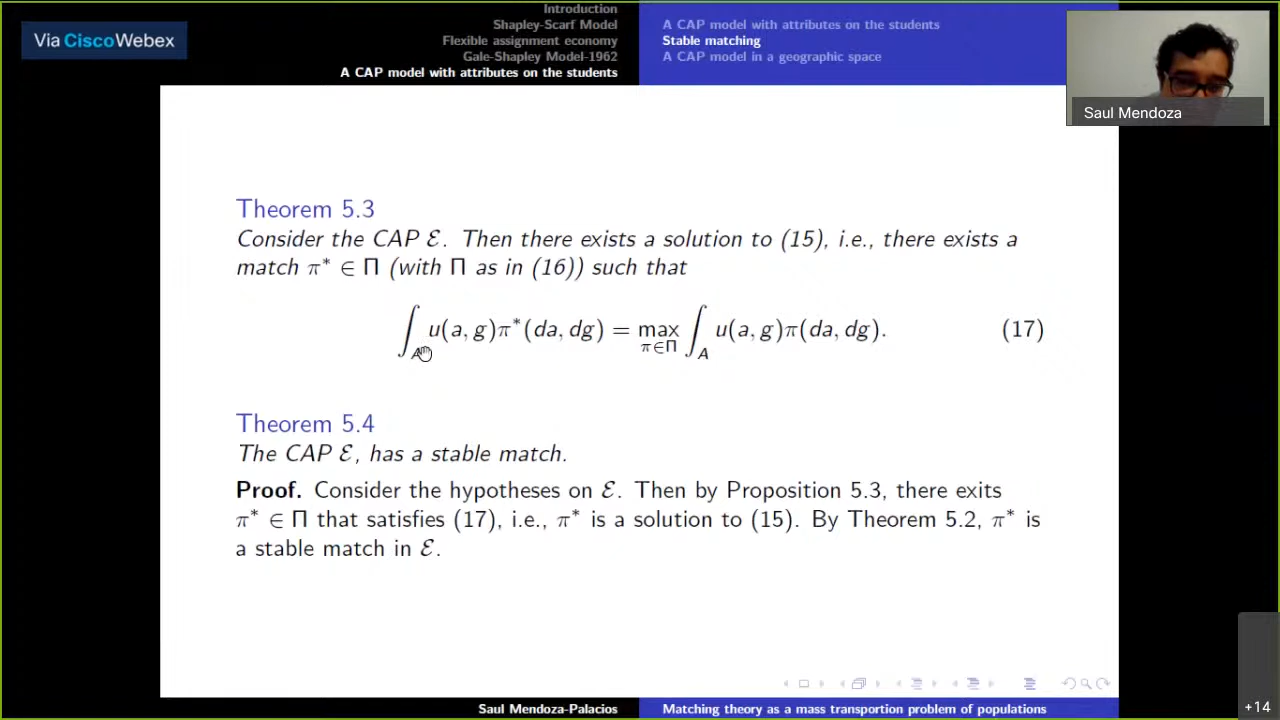 Via CiscoWebex
Introduction
Shapley-Scarf Model
Flexible assignment economy
Gale-Shapley Model-1962
A CAP model with attributes on the students
A CAP model with attributes on the students
Stable matching
A CAP model in a geographic space
Saul Mendoza
Theorem 5.3
Consider the CAP ℰ. Then there exists a solution to (15), i.e., there exists a
match π* ∈ Π (with Π as in (16)) such that
∫_A u(a, g)π*(da, dg) = max_{π∈Π} ∫_A u(a, g)π(da, dg). (17)
Theorem 5.4
The CAP ℰ, has a stable match.
Proof. Consider the hypotheses on ℰ. Then by Proposition 5.3, there exits
π* ∈ Π that satisfies (17), i.e., π* is a solution to (15). By Theorem 5.2, π* is
a stable match in ℰ.
Saul Mendoza-Palacios
Matching theory as a mass transportion problem of populations
+14